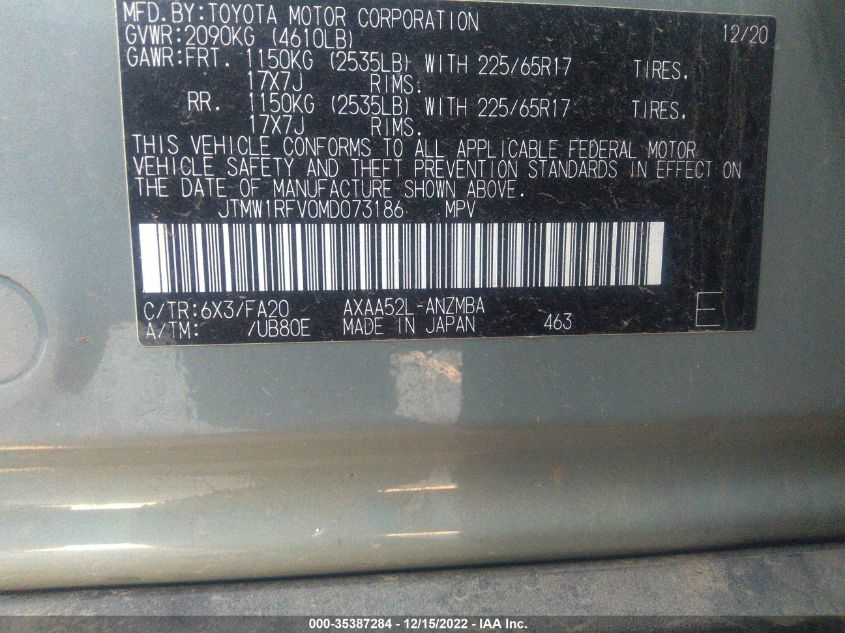 MFD.BY:TOYOTA MOTOR CORPORATION 12/20
GVWR:2090KG (4610LB)
GAWR:FRT. 1150KG (2535LB) WITH 225/65R17 TIRES.
17X7J RIMS.
RR. 1150KG (2535LB) WITH 225/65R17 TIRES.
17X7J RIMS.
THIS VEHICLE CONFORMS TO ALL APPLICABLE FEDERAL MOTOR
VEHICLE SAFETY AND THEFT PREVENTION STANDARDS IN EFFECT ON
THE DATE OF MANUFACTURE SHOWN ABOVE.
JTMW1RFV0MD073186 MPV
C/TR:6X3/FA20 AXAA52L-ANZMBA
A/TM: /UB80E MADE IN JAPAN 463 E
000-35387284 - 12/15/2022 - IAA Inc.